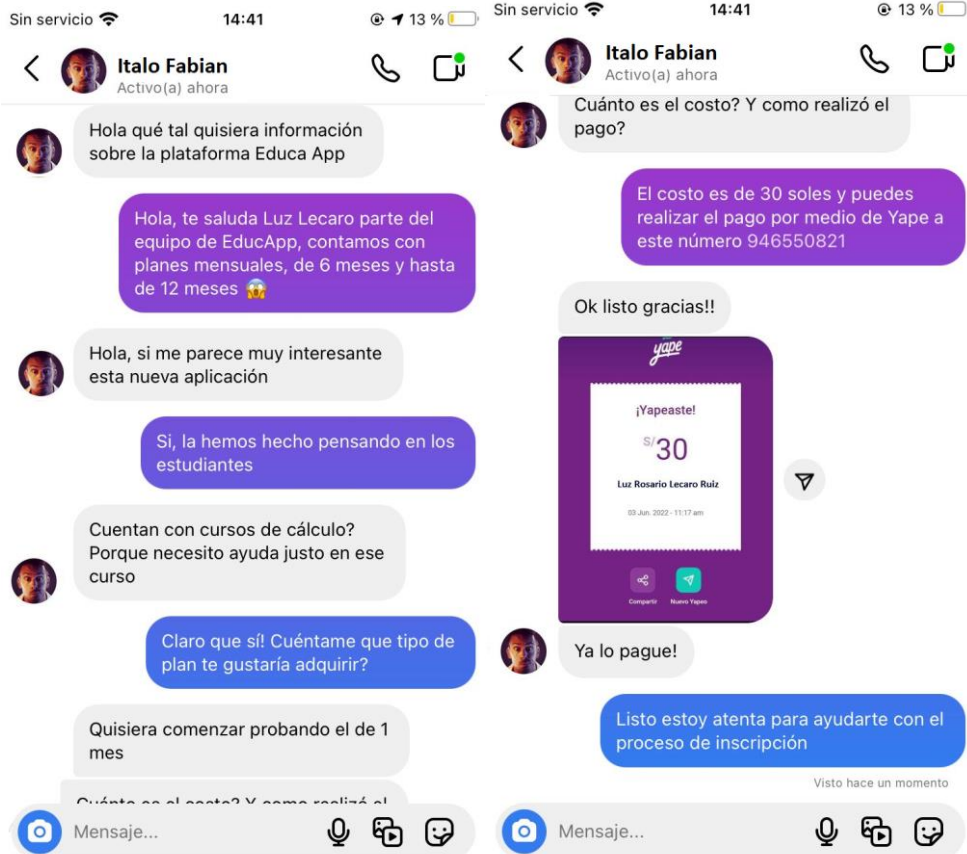 Sin servicio 14:41 13 %
Italo Fabian
Activo(a) ahora
Hola qué tal quisiera información
sobre la plataforma Educa App
Hola, te saluda Luz Lecaro parte del
equipo de EducApp, contamos con
planes mensuales, de 6 meses y hasta
de 12 meses 😱
Hola, si me parece muy interesante
esta nueva aplicación
Si, la hemos hecho pensando en los
estudiantes
Cuentan con cursos de cálculo?
Porque necesito ayuda justo en ese
curso
Claro que sí! Cuéntame que tipo de
plan te gustaría adquirir?
Quisiera comenzar probando el de 1
mes
Cuánto es el costo? Y como realizó el
Mensaje...
Sin servicio 14:41 13 %
Italo Fabian
Activo(a) ahora
Cuánto es el costo? Y como realizó el
pago?
El costo es de 30 soles y puedes
realizar el pago por medio de Yape a
este número 946550821
Ok listo gracias!!
yape
¡Yapeaste!
S/30
Luz Rosario Lecaro Ruiz
03 Jun. 2022 - 11:17 am
Compartir Nuevo Yapeo
Ya lo pague!
Listo estoy atenta para ayudarte con el
proceso de inscripción
Visto hace un momento
Mensaje...